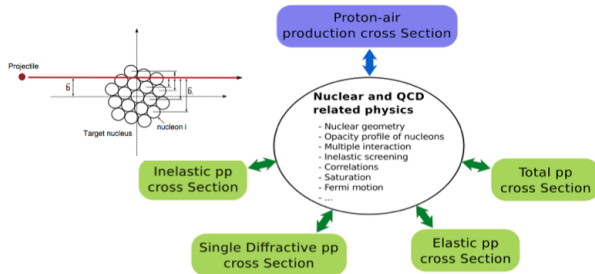 Proton-air
production cross Section
Projectile
b
b
i
nucleon i
Target nucleus
Nuclear and QCD
related physics
- Nuclear geometry
- Opacity profile of nucleons
- Multiple interaction
- Inelastic screening
- Correlations
- Saturation
- Fermi motion
- ...
Inelastic pp
cross Section
Total pp
cross Section
Single Diffractive pp
cross Section
Elastic pp
cross Section